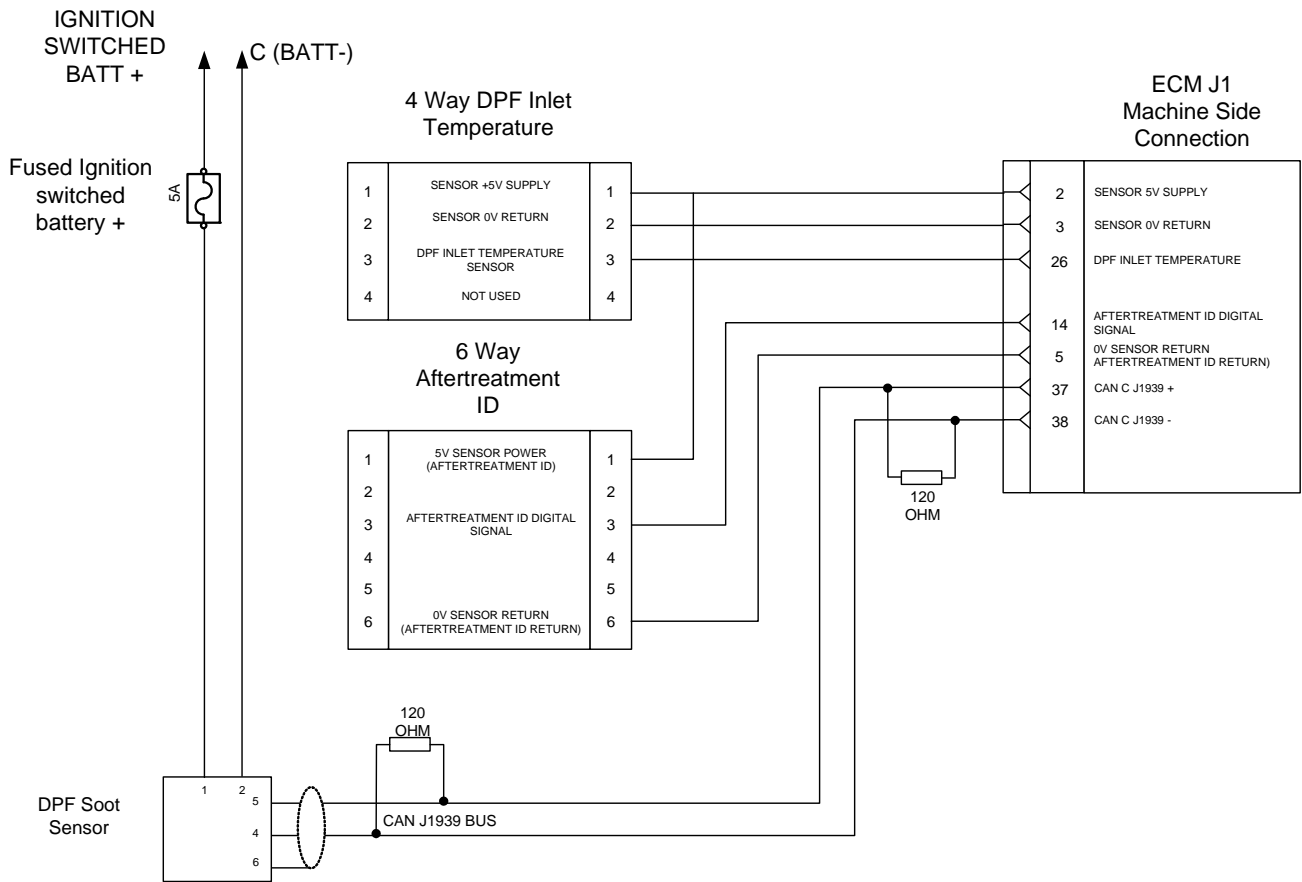 IGNITION
SWITCHED
BATT +
C (BATT-)
Fused Ignition
switched
battery +
5A
4 Way DPF Inlet
Temperature
1 SENSOR +5V SUPPLY 1
2 SENSOR 0V RETURN 2
3 DPF INLET TEMPERATURE
SENSOR 3
4 NOT USED 4
6 Way
Aftertreatment
ID
1 5V SENSOR POWER
(AFTERTREATMENT ID) 1
2 2
3 AFTERTREATMENT ID DIGITAL
SIGNAL 3
4 4
5 5
6 0V SENSOR RETURN
(AFTERTREATMENT ID RETURN) 6
ECM J1
Machine Side
Connection
2 SENSOR 5V SUPPLY
3 SENSOR 0V RETURN
26 DPF INLET TEMPERATURE
14 AFTERTREATMENT ID DIGITAL
SIGNAL
5 0V SENSOR RETURN
AFTERTREATMENT ID RETURN)
37 CAN C J1939 +
38 CAN C J1939 -
120
OHM
120
OHM
CAN J1939 BUS
DPF Soot
Sensor
1 2
5
4
6